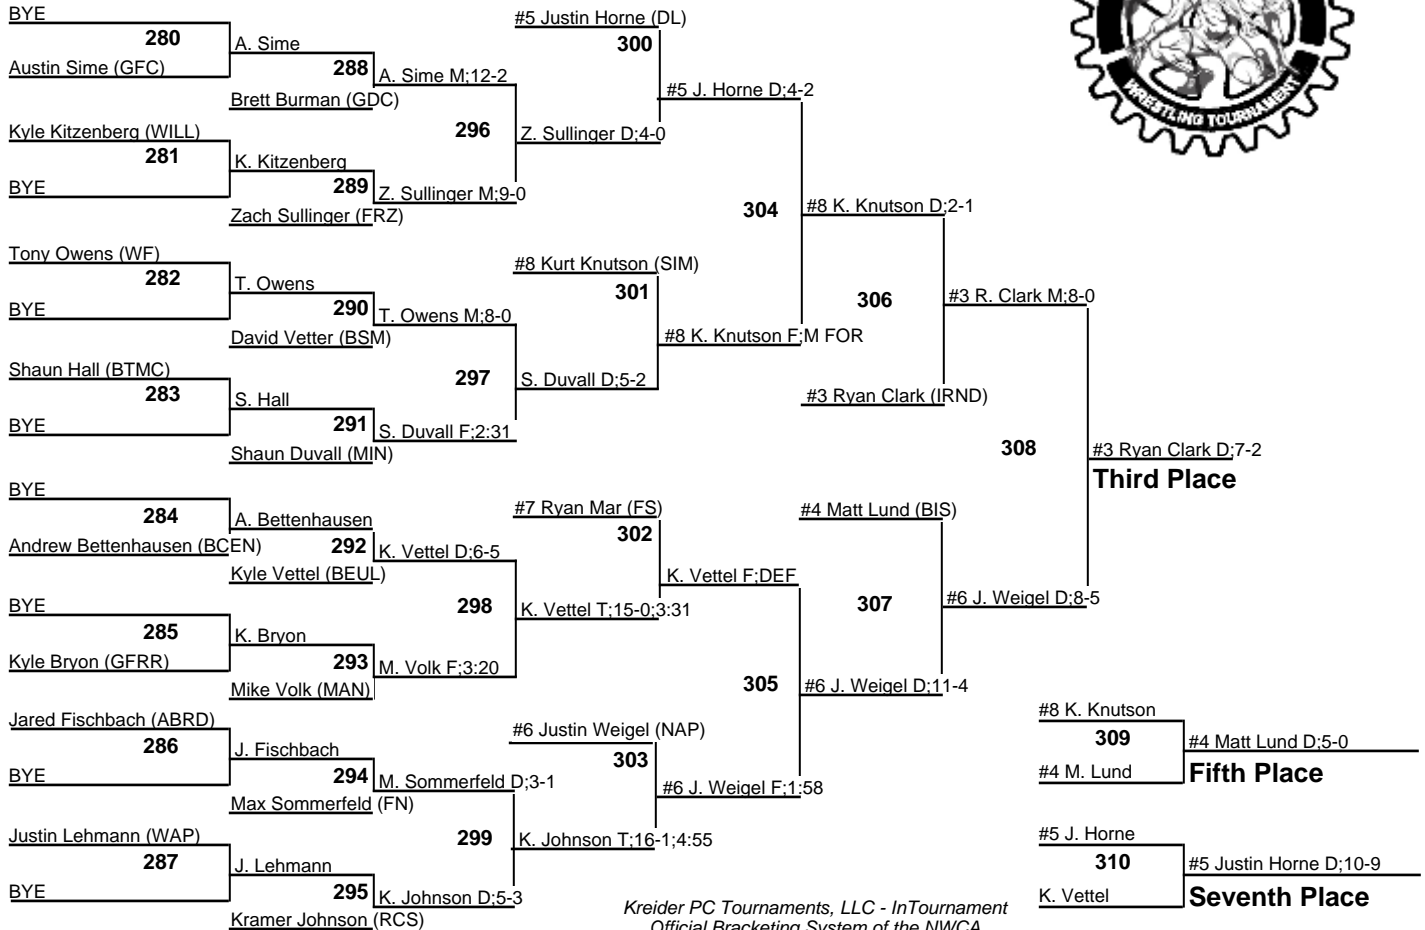 BYE
280
Austin Sime (GFC)
A. Sime
288
Brett Burman (GDC)
A. Sime M;12-2
Kyle Kitzenberg (WILL)
281
BYE
K. Kitzenberg
289
Zach Sullinger (FRZ)
Z. Sullinger M;9-0
296
Z. Sullinger D;4-0
#5 Justin Horne (DL)
300
#5 J. Horne D;4-2
Tony Owens (WF)
282
BYE
T. Owens
290
David Vetter (BSM)
T. Owens M;8-0
Shaun Hall (BTMC)
283
BYE
S. Hall
291
Shaun Duvall (MIN)
S. Duvall F;2:31
297
S. Duvall D;5-2
#8 Kurt Knutson (SIM)
301
#8 K. Knutson F;M FOR
304
#8 K. Knutson D;2-1
306
#3 Ryan Clark (IRND)
#3 R. Clark M;8-0
BYE
284
Andrew Bettenhausen (BCEN)
A. Bettenhausen
292
Kyle Vettel (BEUL)
K. Vettel D;6-5
BYE
285
Kyle Bryon (GFRR)
K. Bryon
293
Mike Volk (MAN)
M. Volk F;3:20
298
K. Vettel T;15-0;3:31
#7 Ryan Mar (FS)
302
K. Vettel F;DEF
Jared Fischbach (ABRD)
286
BYE
J. Fischbach
294
Max Sommerfeld (FN)
M. Sommerfeld D;3-1
Justin Lehmann (WAP)
287
BYE
J. Lehmann
295
Kramer Johnson (RCS)
K. Johnson D;5-3
299
K. Johnson T;16-1;4:55
#6 Justin Weigel (NAP)
303
#6 J. Weigel F;1:58
305
#6 J. Weigel D;11-4
#4 Matt Lund (BIS)
307
#6 J. Weigel D;8-5
308
#3 Ryan Clark D;7-2
Third Place
#8 K. Knutson
309
#4 M. Lund
#4 Matt Lund D;5-0
Fifth Place
#5 J. Horne
310
K. Vettel
#5 Justin Horne D;10-9
Seventh Place
WRESTLING TOURNAMENT
Kreider PC Tournaments, LLC - InTournament
Official Bracketing System of the NWCA